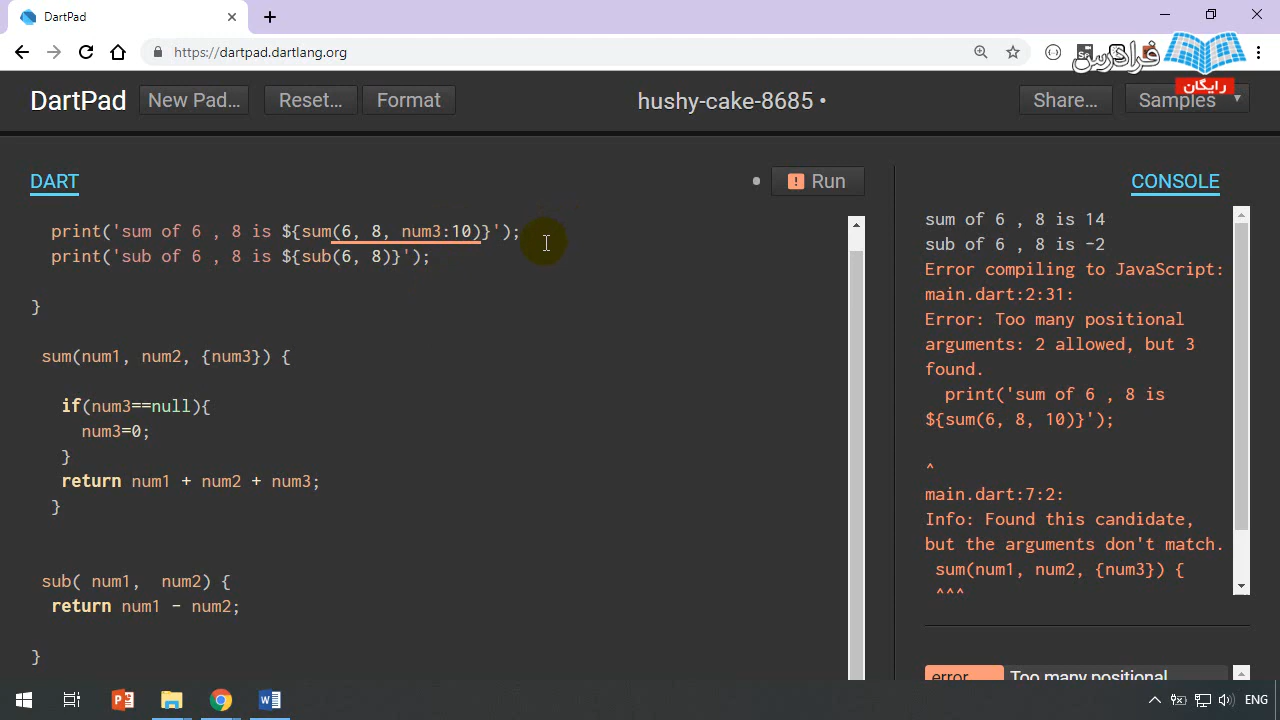 DartPad
https://dartpad.dartlang.org
فرادرس
رایگان
DartPad
New Pad...
Reset...
Format
hushy-cake-8685 •
Share...
Samples
DART
Run
CONSOLE
print('sum of 6 , 8 is ${sum(6, 8, num3:10)}');
print('sub of 6 , 8 is ${sub(6, 8)}');
}
sum(num1, num2, {num3}) {
if(num3==null){
num3=0;
}
return num1 + num2 + num3;
}
sub( num1,  num2) {
return num1 - num2;
}
sum of 6 , 8 is 14
sub of 6 , 8 is -2
Error compiling to JavaScript:
main.dart:2:31:
Error: Too many positional
arguments: 2 allowed, but 3
found.
print('sum of 6 , 8 is
${sum(6, 8, 10)}');
^
main.dart:7:2:
Info: Found this candidate,
but the arguments don't match.
sum(num1, num2, {num3}) {
^^^
error
Too many positional
ENG